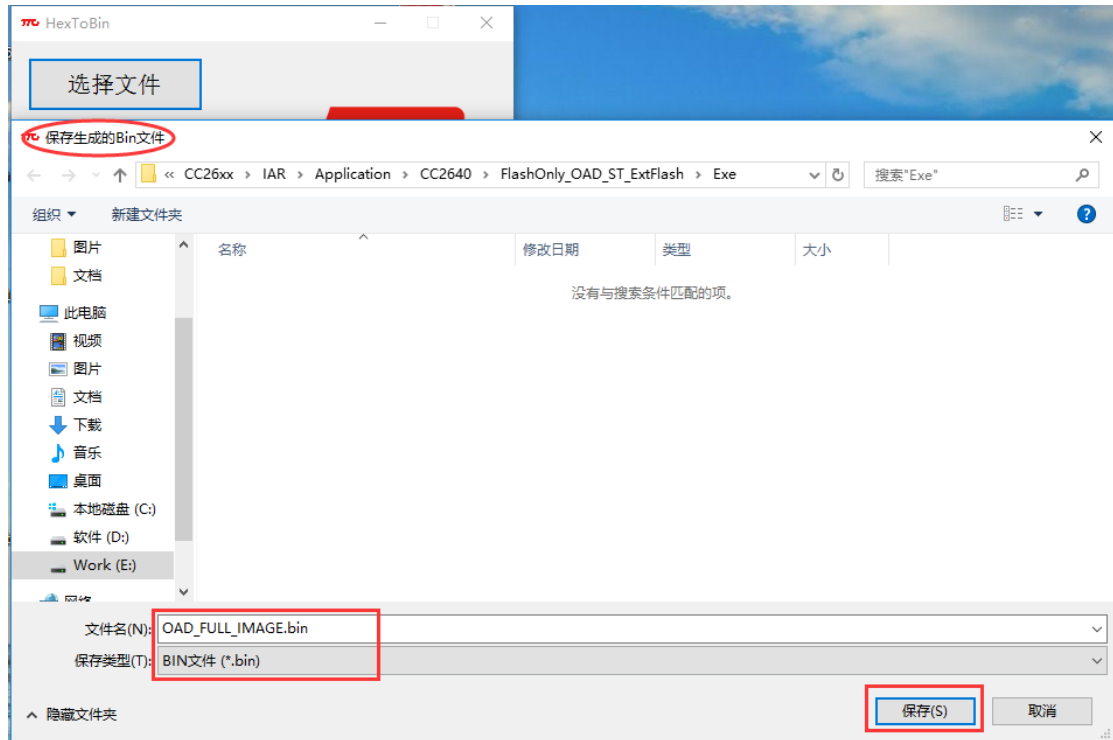 HexToBin
选择文件
保存生成的Bin文件
« CC26xx › IAR › Application › CC2640 › FlashOnly_OAD_ST_ExtFlash › Exe
搜索"Exe"
组织 新建文件夹
名称 修改日期 类型 大小
没有与搜索条件匹配的项。
图片
文档
此电脑
视频
图片
文档
下载
音乐
桌面
本地磁盘 (C:)
软件 (D:)
Work (E:)
网络
文件名(N): OAD_FULL_IMAGE.bin
保存类型(T): BIN文件 (*.bin)
隐藏文件夹 保存(S) 取消